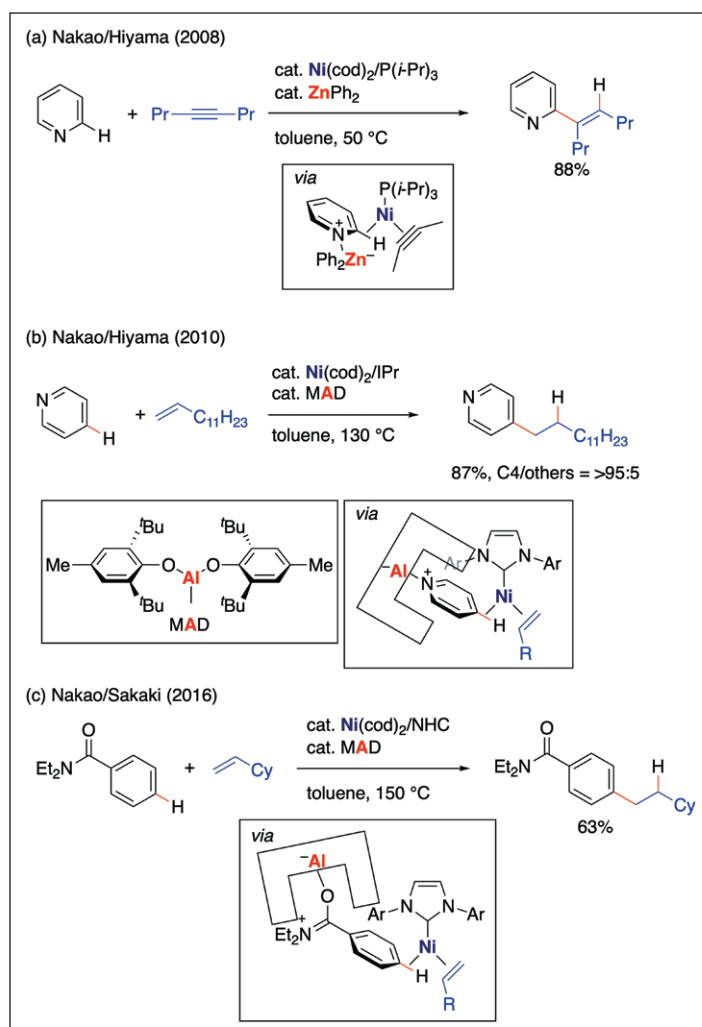 (a) Nakao/Hiyama (2008)
cat. Ni(cod)₂/P(i-Pr)₃
cat. ZnPh₂
N H + Pr Pr
toluene, 50 °C
N H Pr Pr
88%
via
P(i-Pr)₃
Ni
N⁺ H
Ph₂Zn⁻
(b) Nakao/Hiyama (2010)
cat. Ni(cod)₂/IPr
cat. MAD
N H + C₁₁H₂₃
toluene, 130 °C
N H C₁₁H₂₃
87%, C4/others = >95:5
ᵗBu ᵗBu
Me O Al O Me
ᵗBu ᵗBu
MAD
via
Ar N N Ar
Al N⁺
Ni
H
R
(c) Nakao/Sakaki (2016)
O
cat. Ni(cod)₂/NHC
cat. MAD
Et₂N H + Cy
toluene, 150 °C
O
Et₂N H Cy
63%
via
⁻Al
O
Ar N N Ar
Et₂N⁺
Ni
H
R